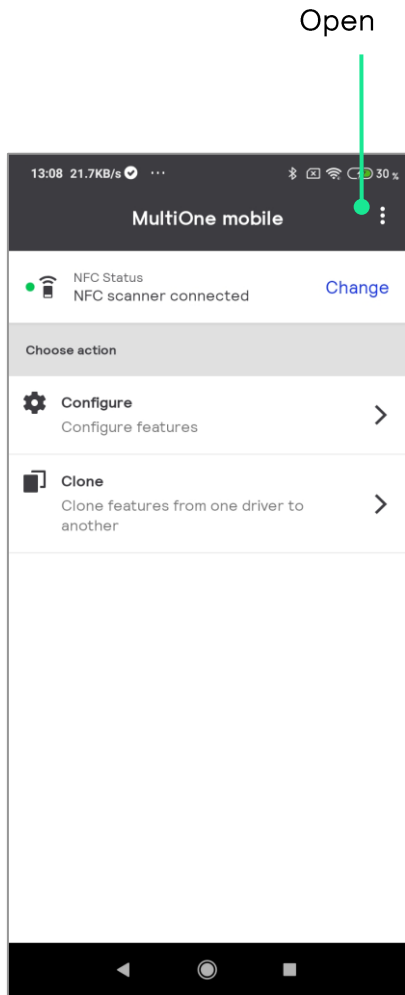 Open
13:08 21.7KB/s ... 30 %
MultiOne mobile
NFC Status
NFC scanner connected
Change
Choose action
Configure
Configure features
Clone
Clone features from one driver to
another